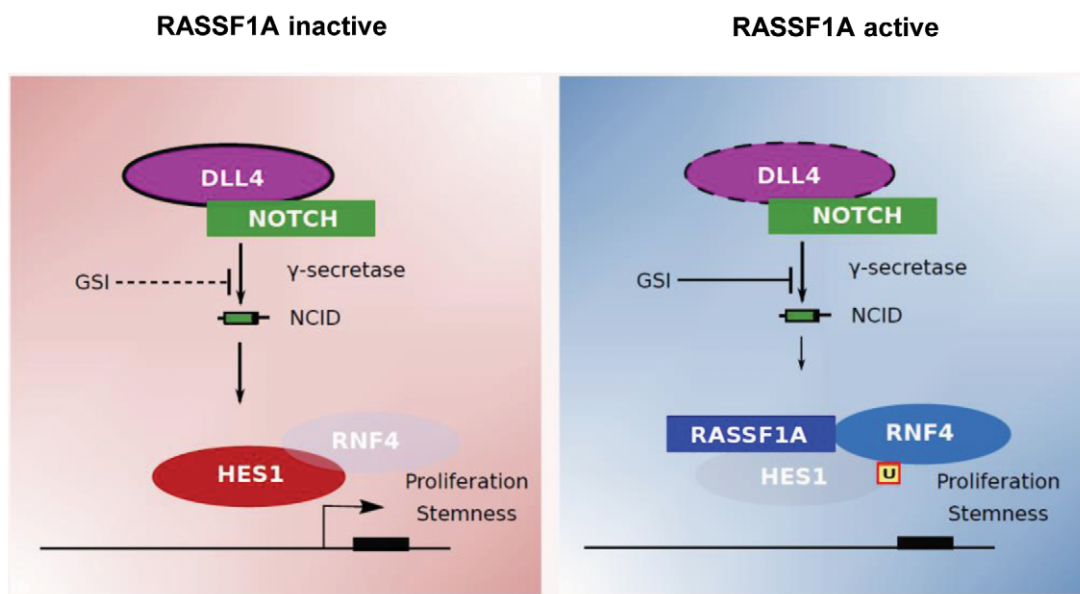 RASSF1A inactive
DLL4
NOTCH
GSI
γ-secretase
NCID
RNF4
HES1
Proliferation
Stemness
RASSF1A active
DLL4
NOTCH
GSI
γ-secretase
NCID
RASSF1A
RNF4
HES1
U
Proliferation
Stemness